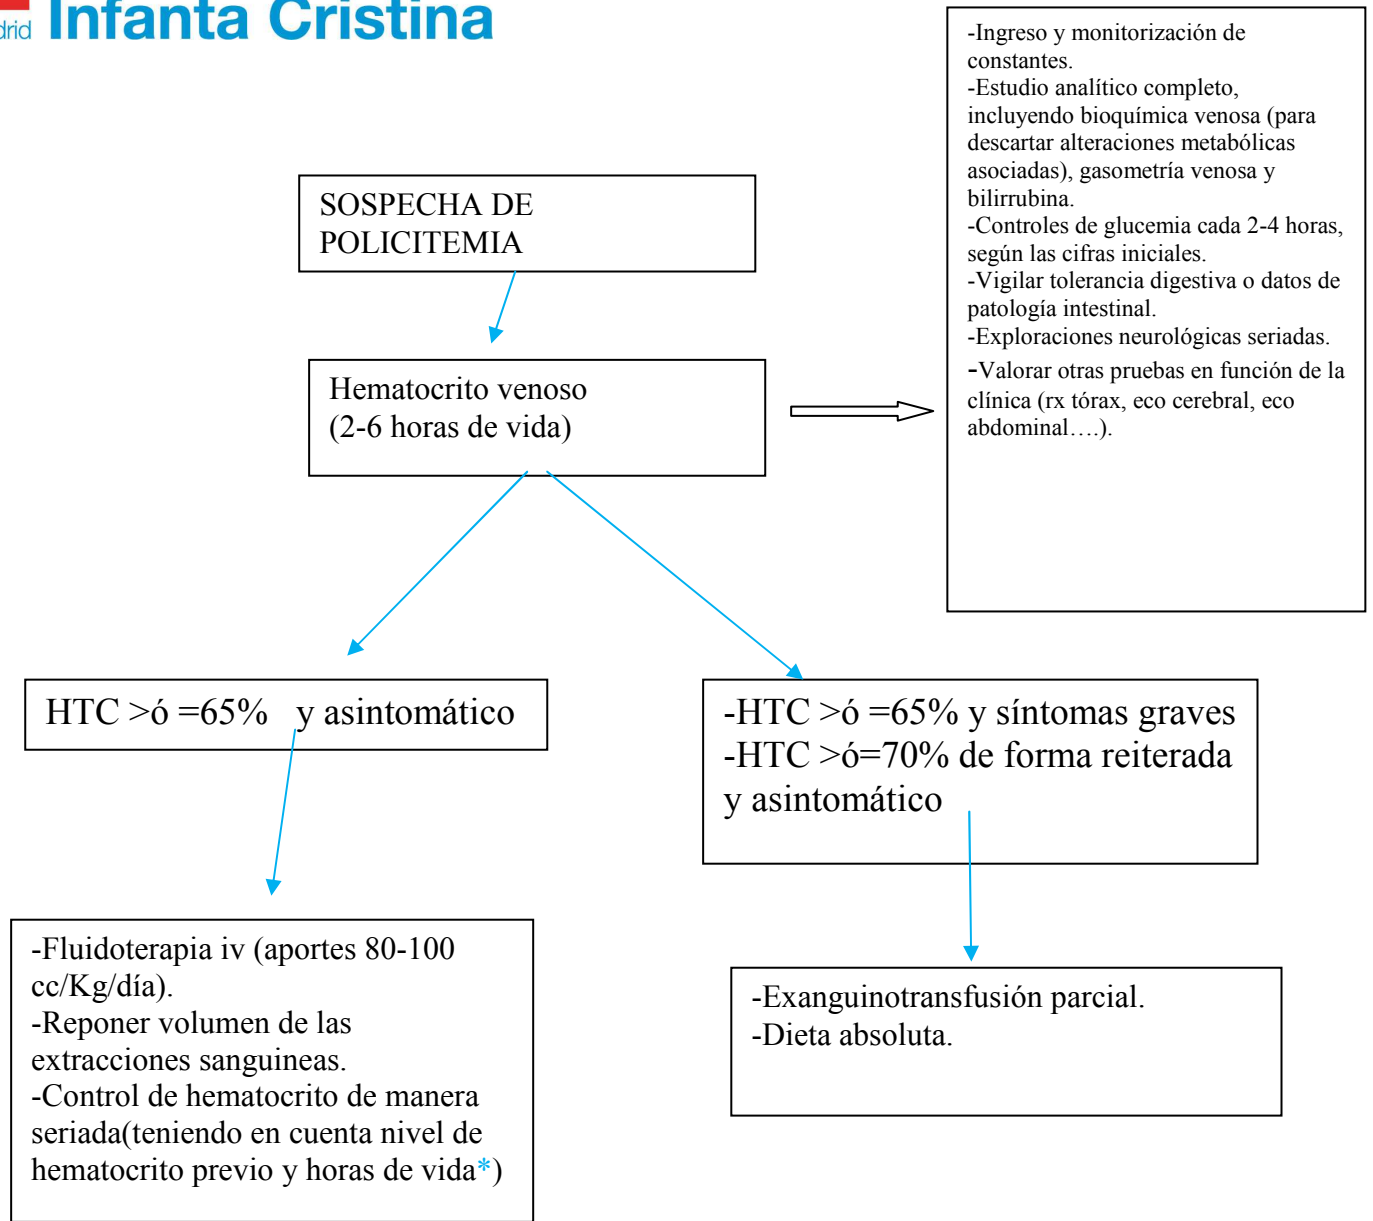 Infanta Cristina
-Ingreso y monitorización de
constantes.
-Estudio analítico completo,
incluyendo bioquímica venosa (para
descartar alteraciones metabólicas
asociadas), gasometría venosa y
bilirrubina.
-Controles de glucemia cada 2-4 horas,
según las cifras iniciales.
-Vigilar tolerancia digestiva o datos de
patología intestinal.
-Exploraciones neurológicas seriadas.
-Valorar otras pruebas en función de la
clínica (rx tórax, eco cerebral, eco
abdominal….).
SOSPECHA DE
POLICITEMIA
Hematocrito venoso
(2-6 horas de vida)
HTC >ó =65% y asintomático
-HTC >ó =65% y síntomas graves
-HTC >ó=70% de forma reiterada
y asintomático
-Fluidoterapia iv (aportes 80-100
cc/Kg/día).
-Reponer volumen de las
extracciones sanguineas.
-Control de hematocrito de manera
seriada(teniendo en cuenta nivel de
hematocrito previo y horas de vida*)
-Exanguinotransfusión parcial.
-Dieta absoluta.